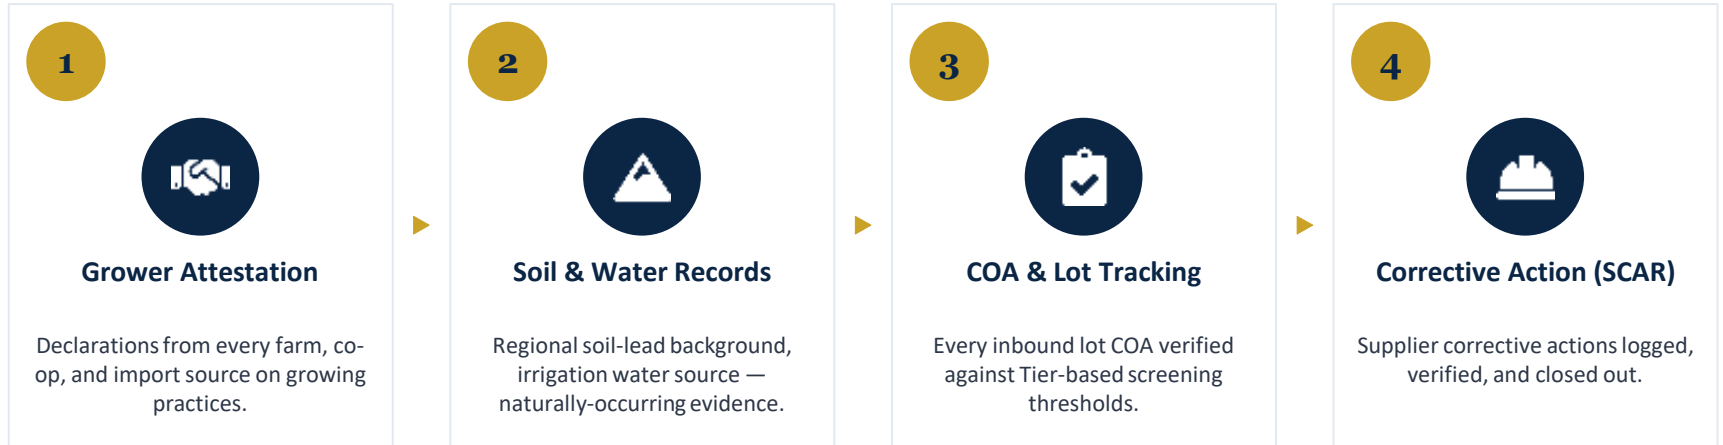 1
Grower Attestation
Declarations from every farm, co-
op, and import source on growing
practices.
2
Soil & Water Records
Regional soil-lead background,
irrigation water source —
naturally-occurring evidence.
3
COA & Lot Tracking
Every inbound lot COA verified
against Tier-based screening
thresholds.
4
Corrective Action (SCAR)
Supplier corrective actions logged,
verified, and closed out.